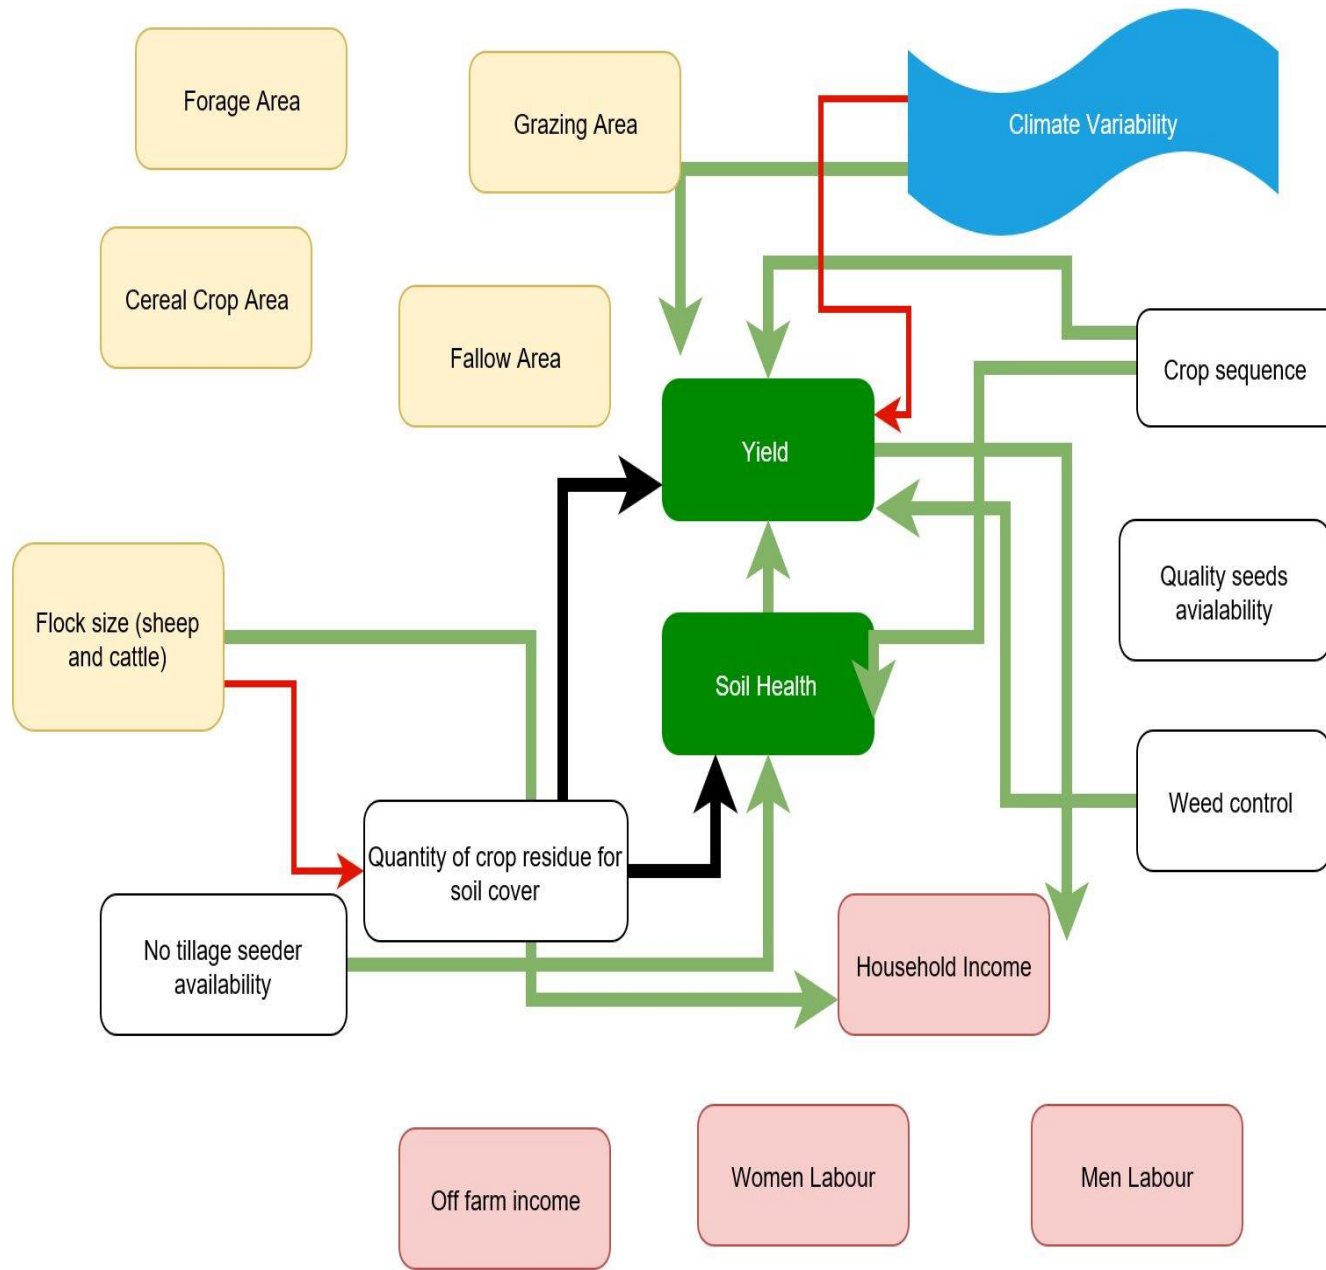 Forage Area
Grazing Area
Climate Variability
Cereal Crop Area
Fallow Area
Crop sequence
Yield
Quality seeds
avialability
Flock size (sheep
and cattle)
Soil Health
Weed control
Quantity of crop residue for
soil cover
No tillage seeder
availability
Household Income
Off farm income
Women Labour
Men Labour